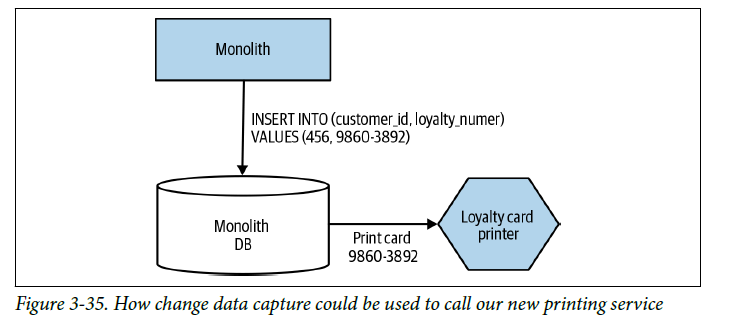 Monolith
INSERT INTO (customer_id, loyalty_numer)
VALUES (456, 9860-3892)
Monolith
DB
Print card
9860-3892
Loyalty card
printer
Figure 3-35. How change data capture could be used to call our new printing service